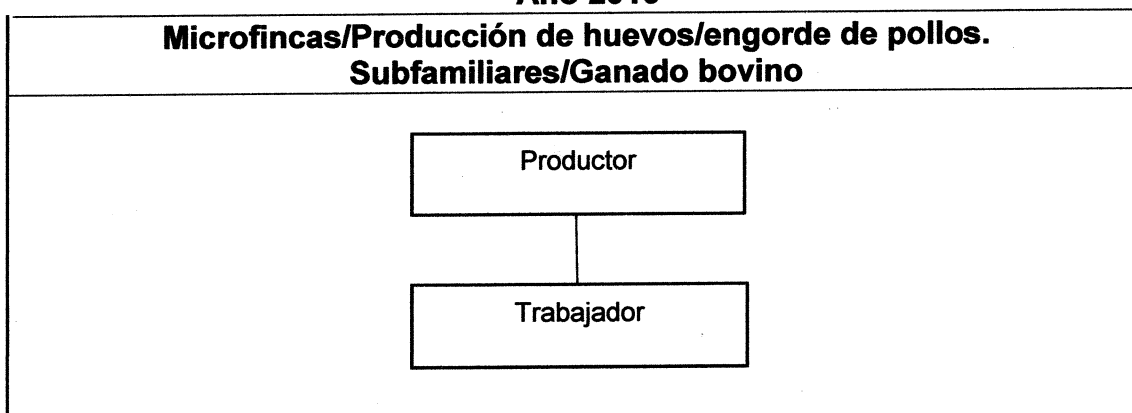 Microfincas/Producción de huevos/engorde de pollos.
Subfamiliares/Ganado bovino
Productor
Trabajador